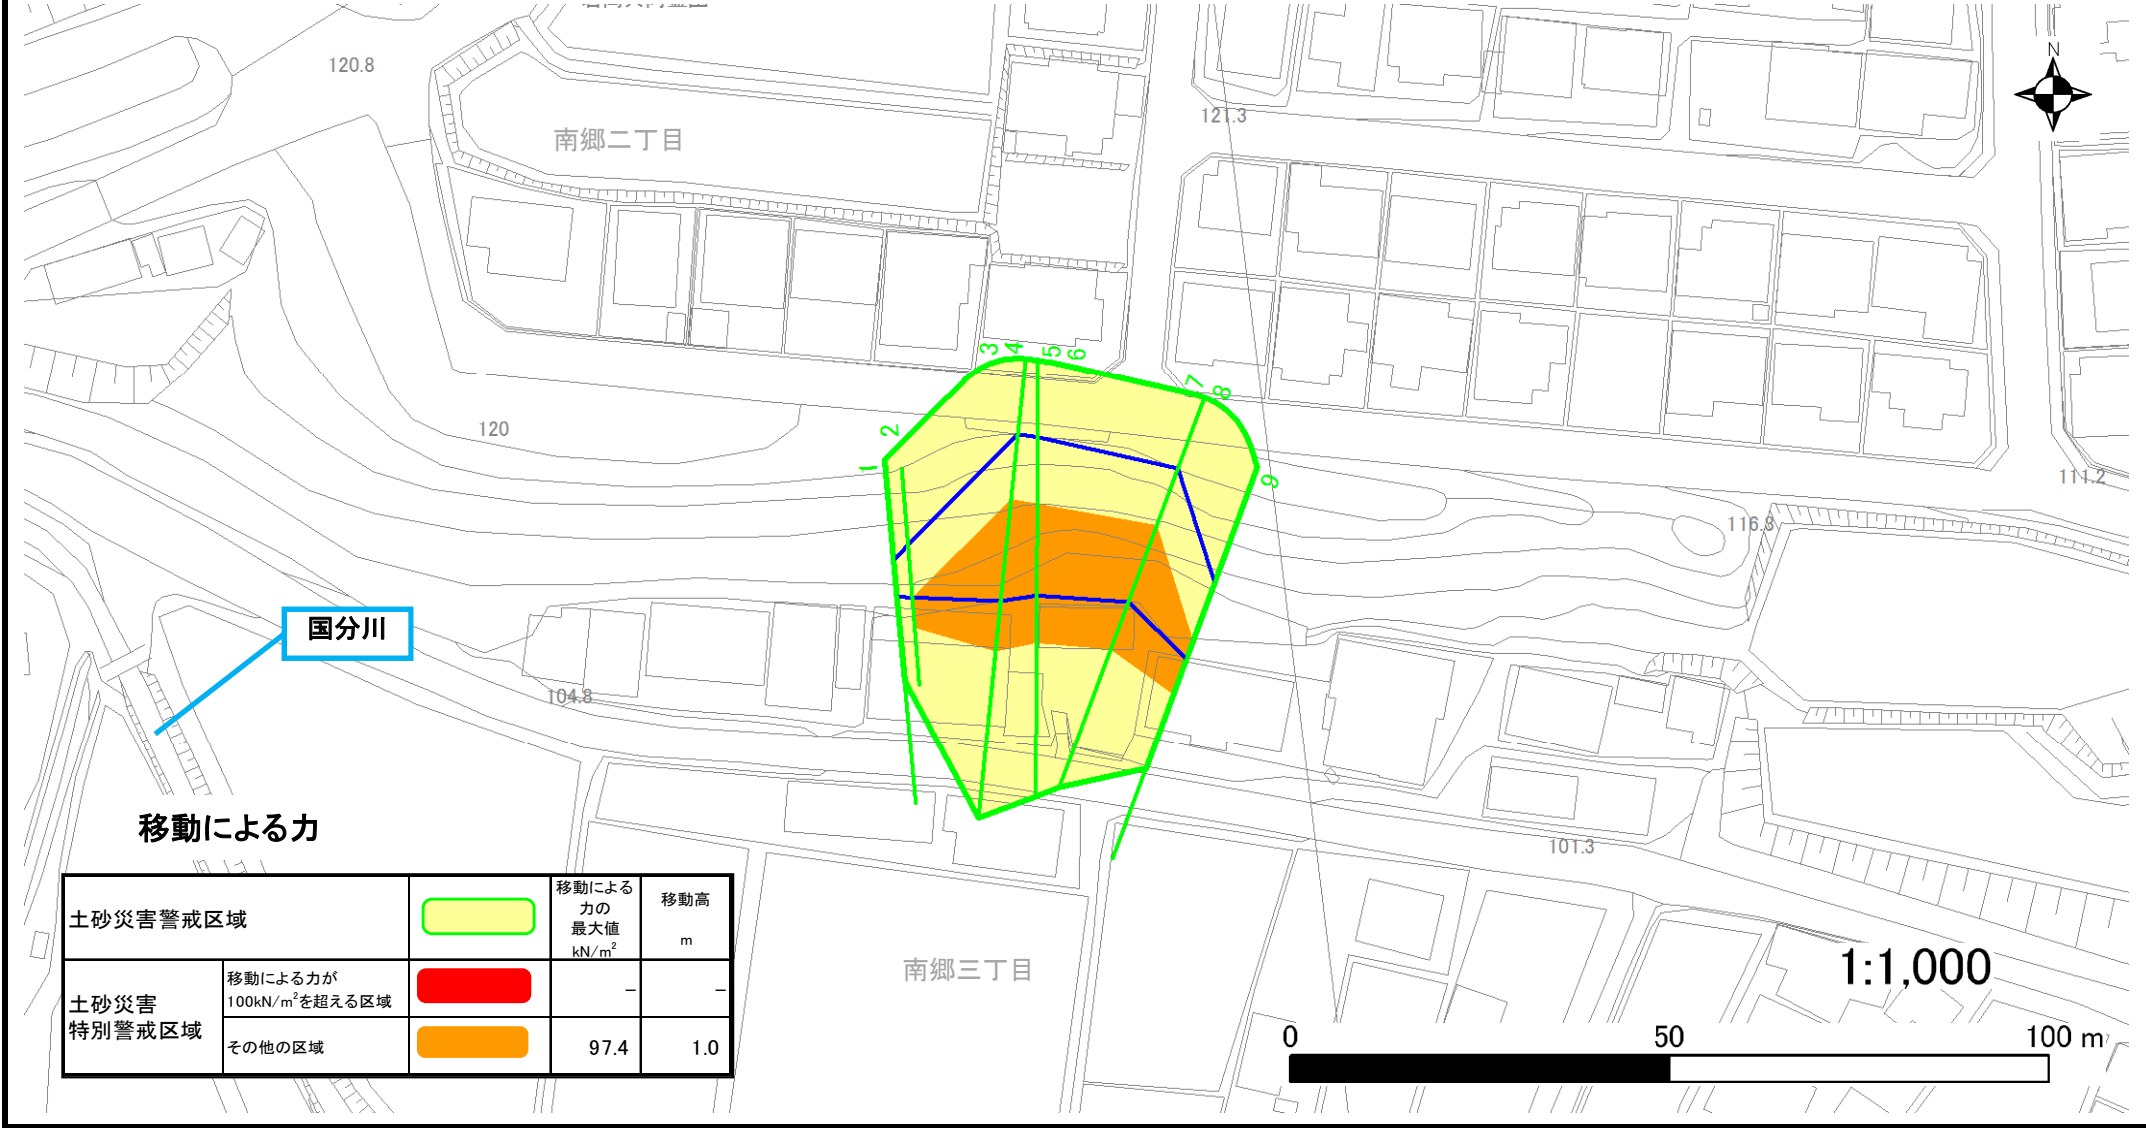 120.8
南郷二丁目
121.3
N
3
4
5
6
7
8
2
1
9
120
111.2
116.3
国分川
104.8
移動による力
101.3
土砂災害警戒区域
移動による
力の
最大値
kN/m²
移動高
m
土砂災害
特別警戒区域
移動による力が
100kN/m²を超える区域
–
–
その他の区域
97.4
1.0
南郷三丁目
1:1,000
0
50
100 m